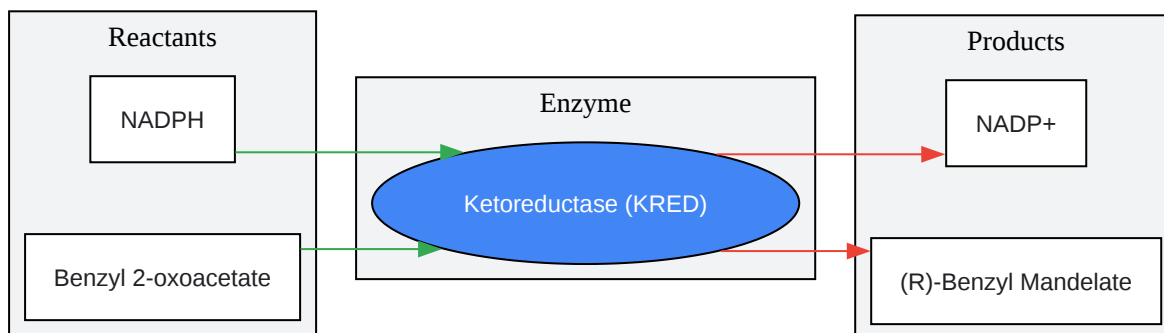 Reactants
NADPH
Benzyl 2-oxoacetate
Enzyme
Ketoreductase (KRED)
Products
NADP+
(R)-Benzyl Mandelate